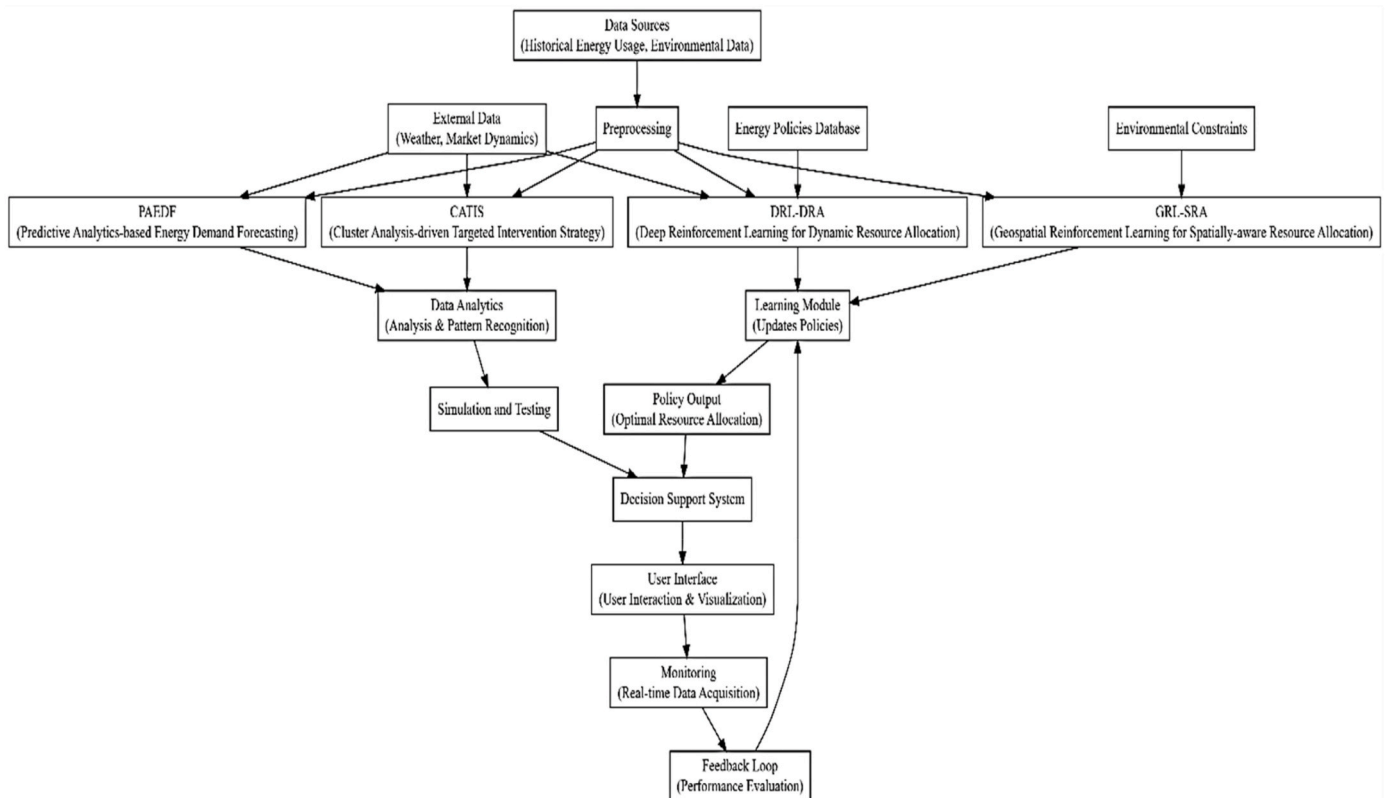 Data Sources
(Historical Energy Usage, Environmental Data)
External Data
(Weather, Market Dynamics)
Preprocessing
Energy Policies Database
Environmental Constraints
PAEDF
(Predictive Analytics-based Energy Demand Forecasting)
CATIS
(Cluster Analysis-driven Targeted Intervention Strategy)
DRL-DRA
(Deep Reinforcement Learning for Dynamic Resource Allocation)
GRL-SRA
(Geospatial Reinforcement Learning for Spatially-aware Resource Allocation)
Data Analytics
(Analysis & Pattern Recognition)
Learning Module
(Updates Policies)
Simulation and Testing
Policy Output
(Optimal Resource Allocation)
Decision Support System
User Interface
(User Interaction & Visualization)
Monitoring
(Real-time Data Acquisition)
Feedback Loop
(Performance Evaluation)